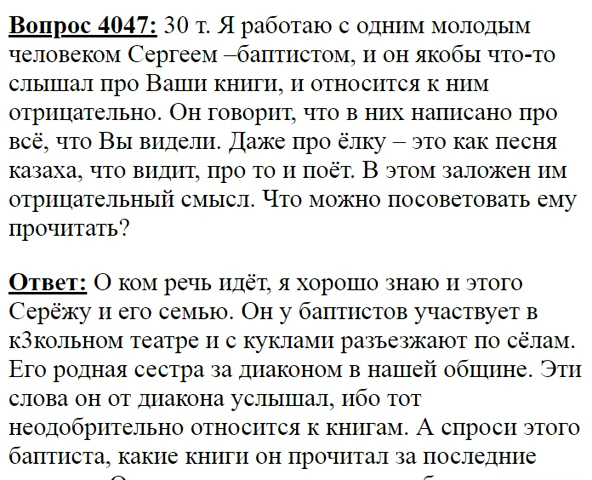 Вопрос 4047: 30 т. Я работаю с одним молодым
человеком Сергеем –баптистом, и он якобы что-то
слышал про Ваши книги, и относится к ним
отрицательно. Он говорит, что в них написано про
всё, что Вы видели. Даже про ёлку – это как песня
казаха, что видит, про то и поёт. В этом заложен им
отрицательный смысл. Что можно посоветовать ему
прочитать?
Ответ: О ком речь идёт, я хорошо знаю и этого
Серёжу и его семью. Он у баптистов участвует в
к3кольном театре и с куклами разъезжают по сёлам.
Его родная сестра за диаконом в нашей общине. Эти
слова он от диакона услышал, ибо тот
неодобрительно относится к книгам. А спроси этого
баптиста, какие книги он прочитал за последние